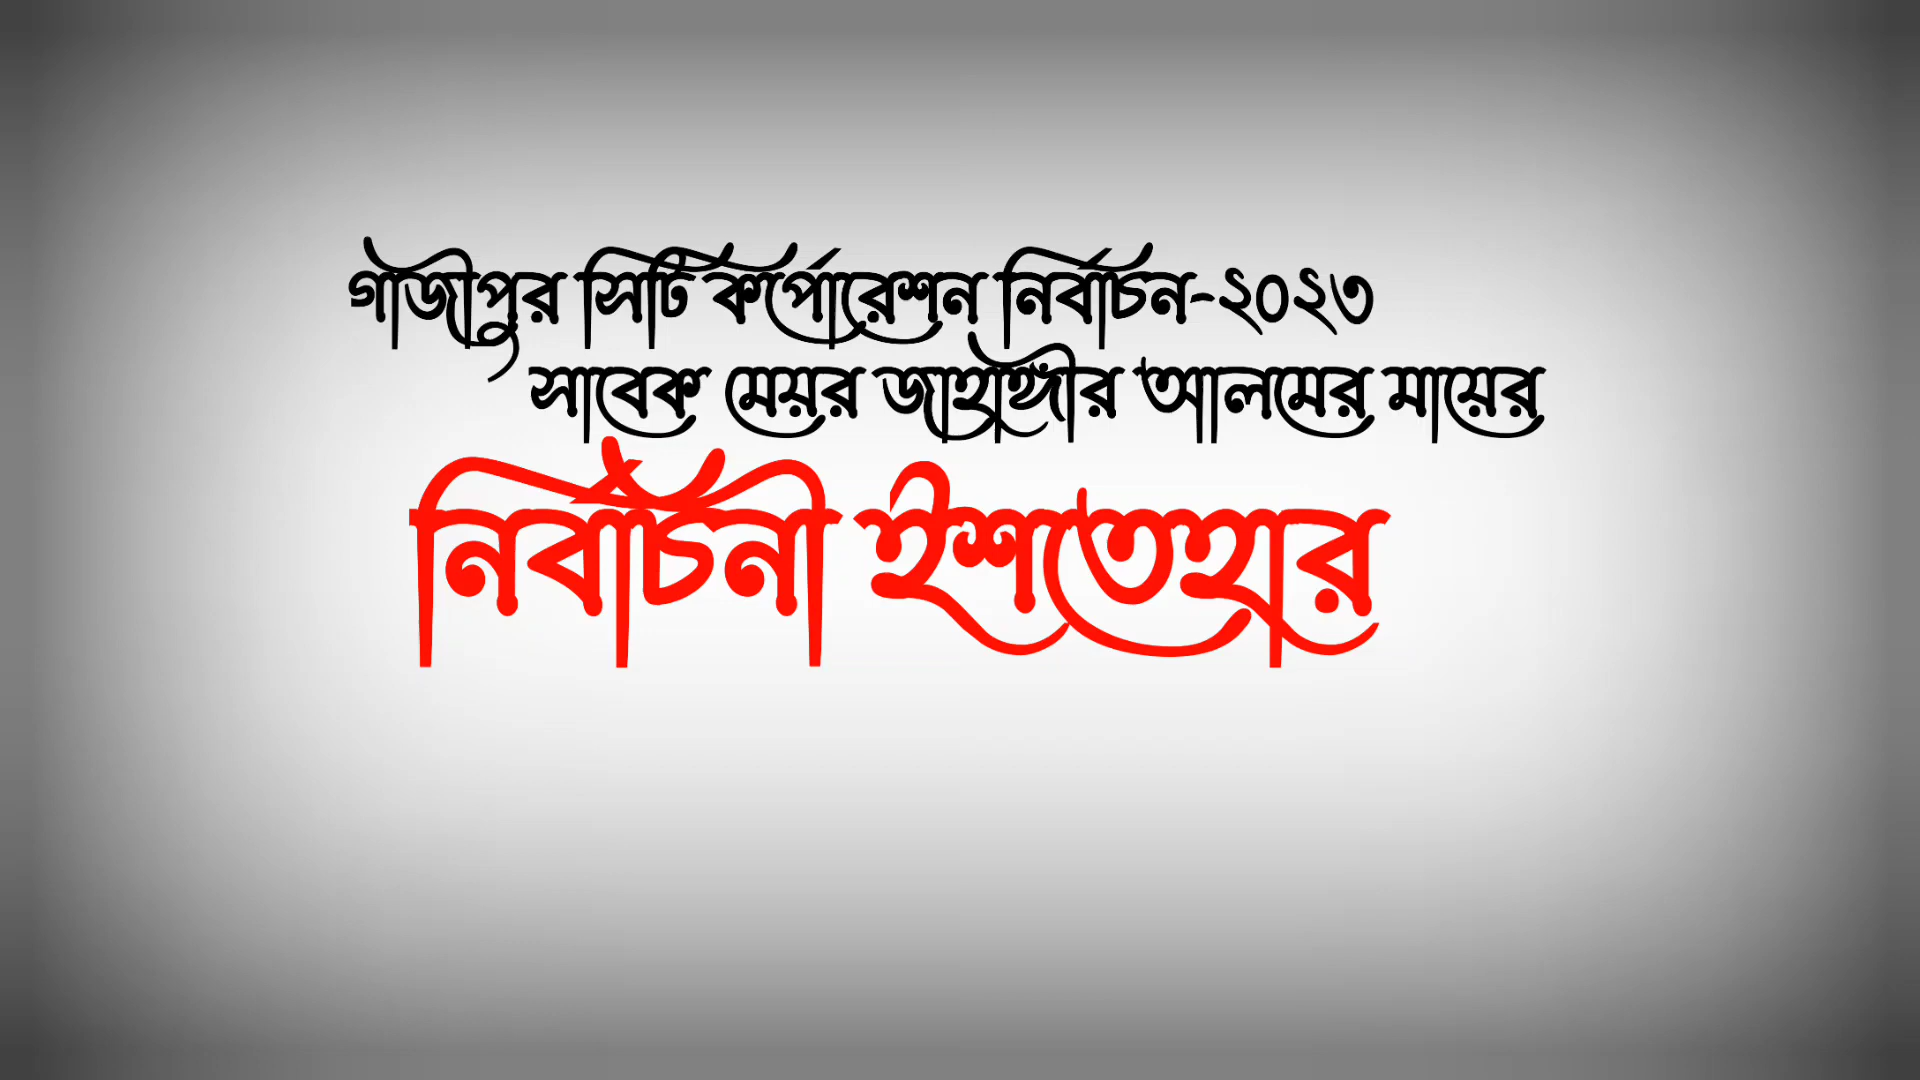 গাজীপুর সিটি কর্পোরেশন নির্বাচন-২০২৩
সাবেক মেয়র জাহাঙ্গীর আলমের মায়ের
নির্বাচনী ইশতেহার